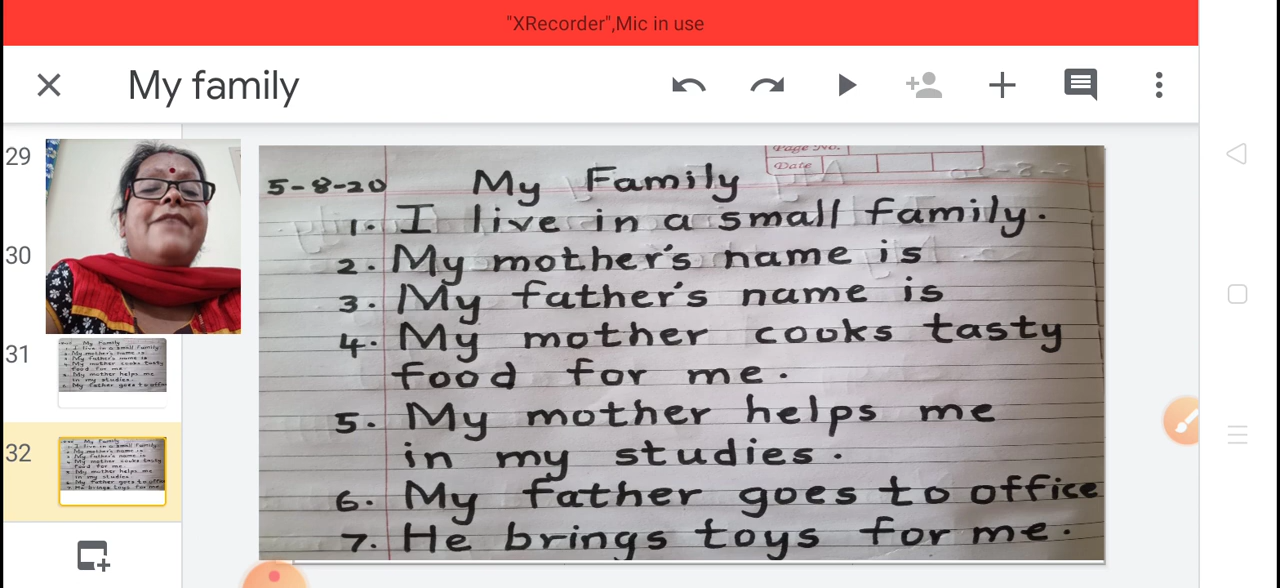 "XRecorder",Mic in use
My family
29
30
31
32
Page No.
Date
5-8-20 My Family
1. I live in a small family.
2. My mother's name is
3. My father's name is
4. My mother cooks tasty
food for me.
5. My mother helps me
in my studies.
6. My father goes to office
7. He brings toys for me.